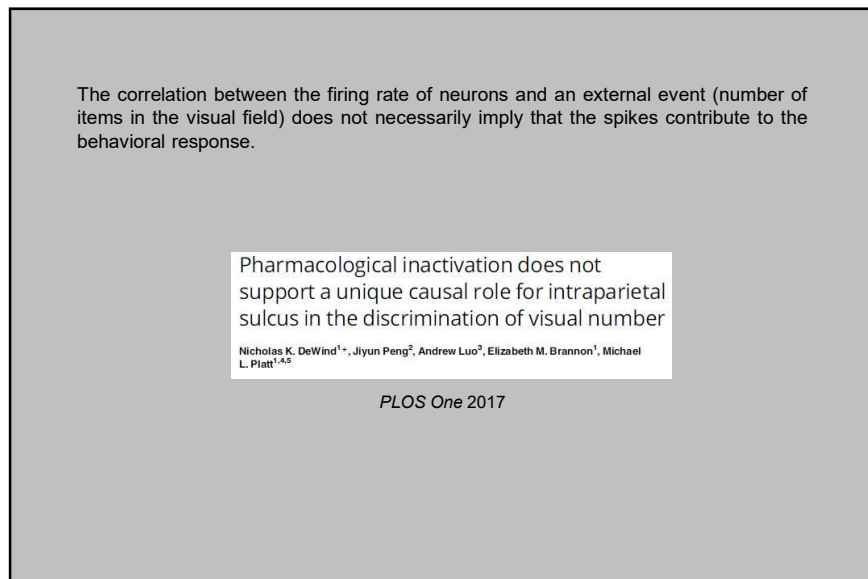 The correlation between the firing rate of neurons and an external event (number of
items in the visual field) does not necessarily imply that the spikes contribute to the
behavioral response.
Pharmacological inactivation does not
support a unique causal role for intraparietal
sulcus in the discrimination of visual number
Nicholas K. DeWind1*, Jiyun Peng2, Andrew Luo3, Elizabeth M. Brannon1, Michael
L. Platt1,4,5
PLOS One 2017